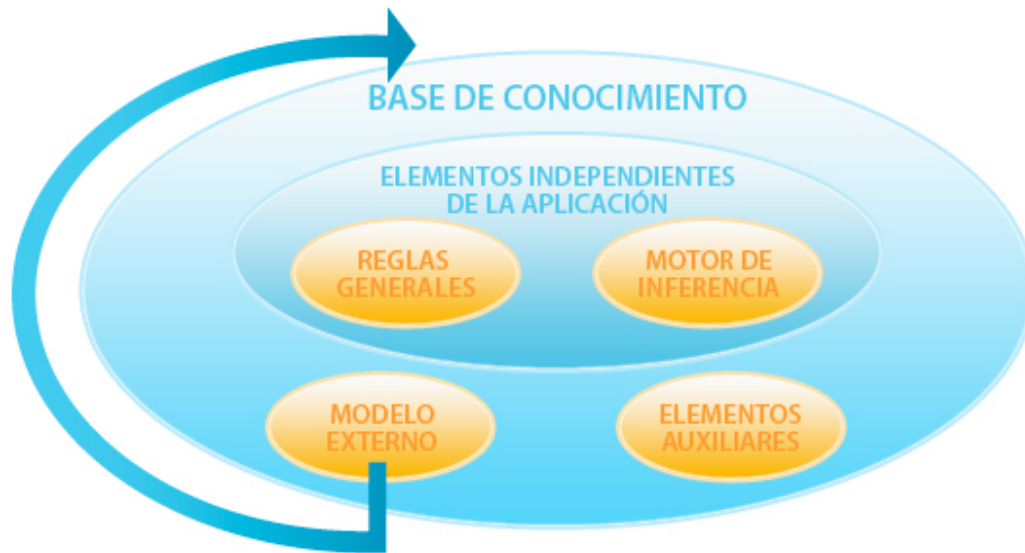 BASE DE CONOCIMIENTO
ELEMENTOS INDEPENDIENTES
DE LA APLICACIÓN
REGLAS
GENERALES
MOTOR DE
INFERENCIA
MODELO
EXTERNO
ELEMENTOS
AUXILIARES